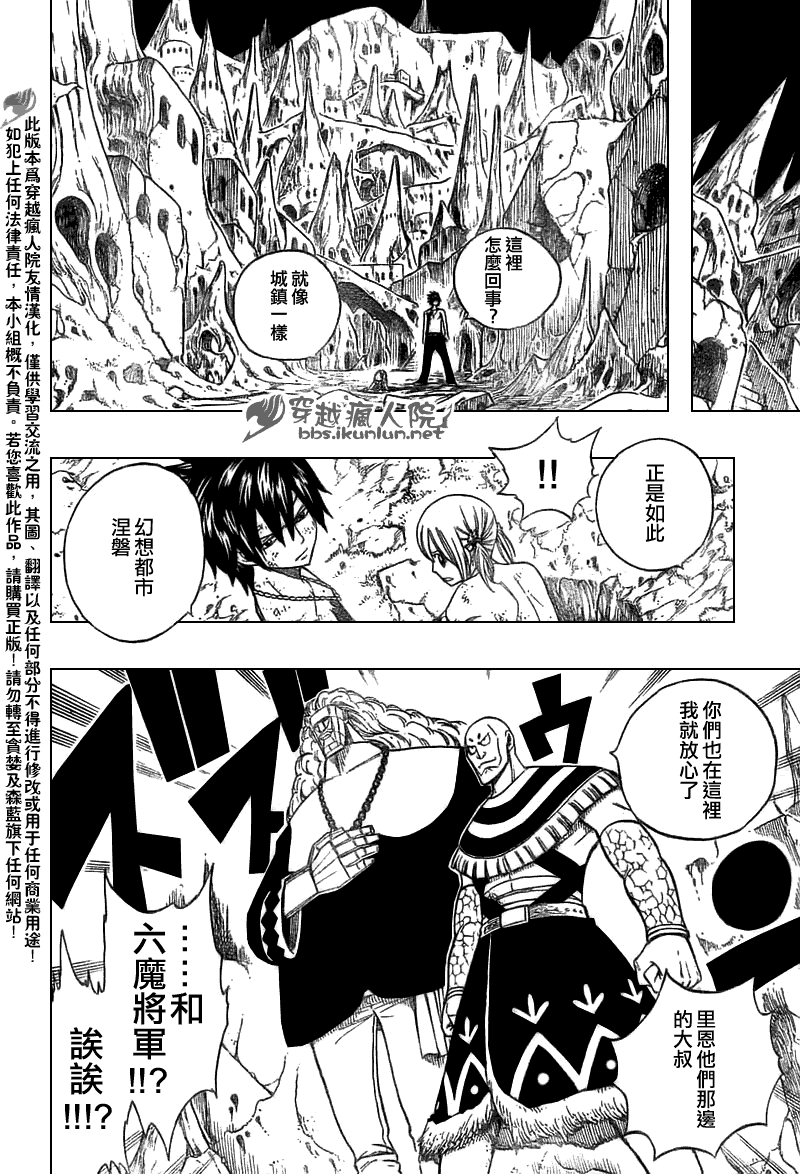 這裡
怎麼回事？
就像
城鎮一樣
穿越瘋人院
bbs.ikunlun.net
正是如此
!!
幻想都市
涅磐
你們也在這裡
我就放心了
里恩他們那邊
的大叔
……和
六魔將軍!!?
誒誒!!!?
此版本爲穿越瘋人院友情漢化，僅供學習交流之用，其圖、翻譯以及任何部分不得進行修改或用于任何商業用途！
如犯上任何法律責任，本小組概不負責。若您喜歡此作品，請購買正版！請勿轉至貪婪及森藍旗下任何網站！